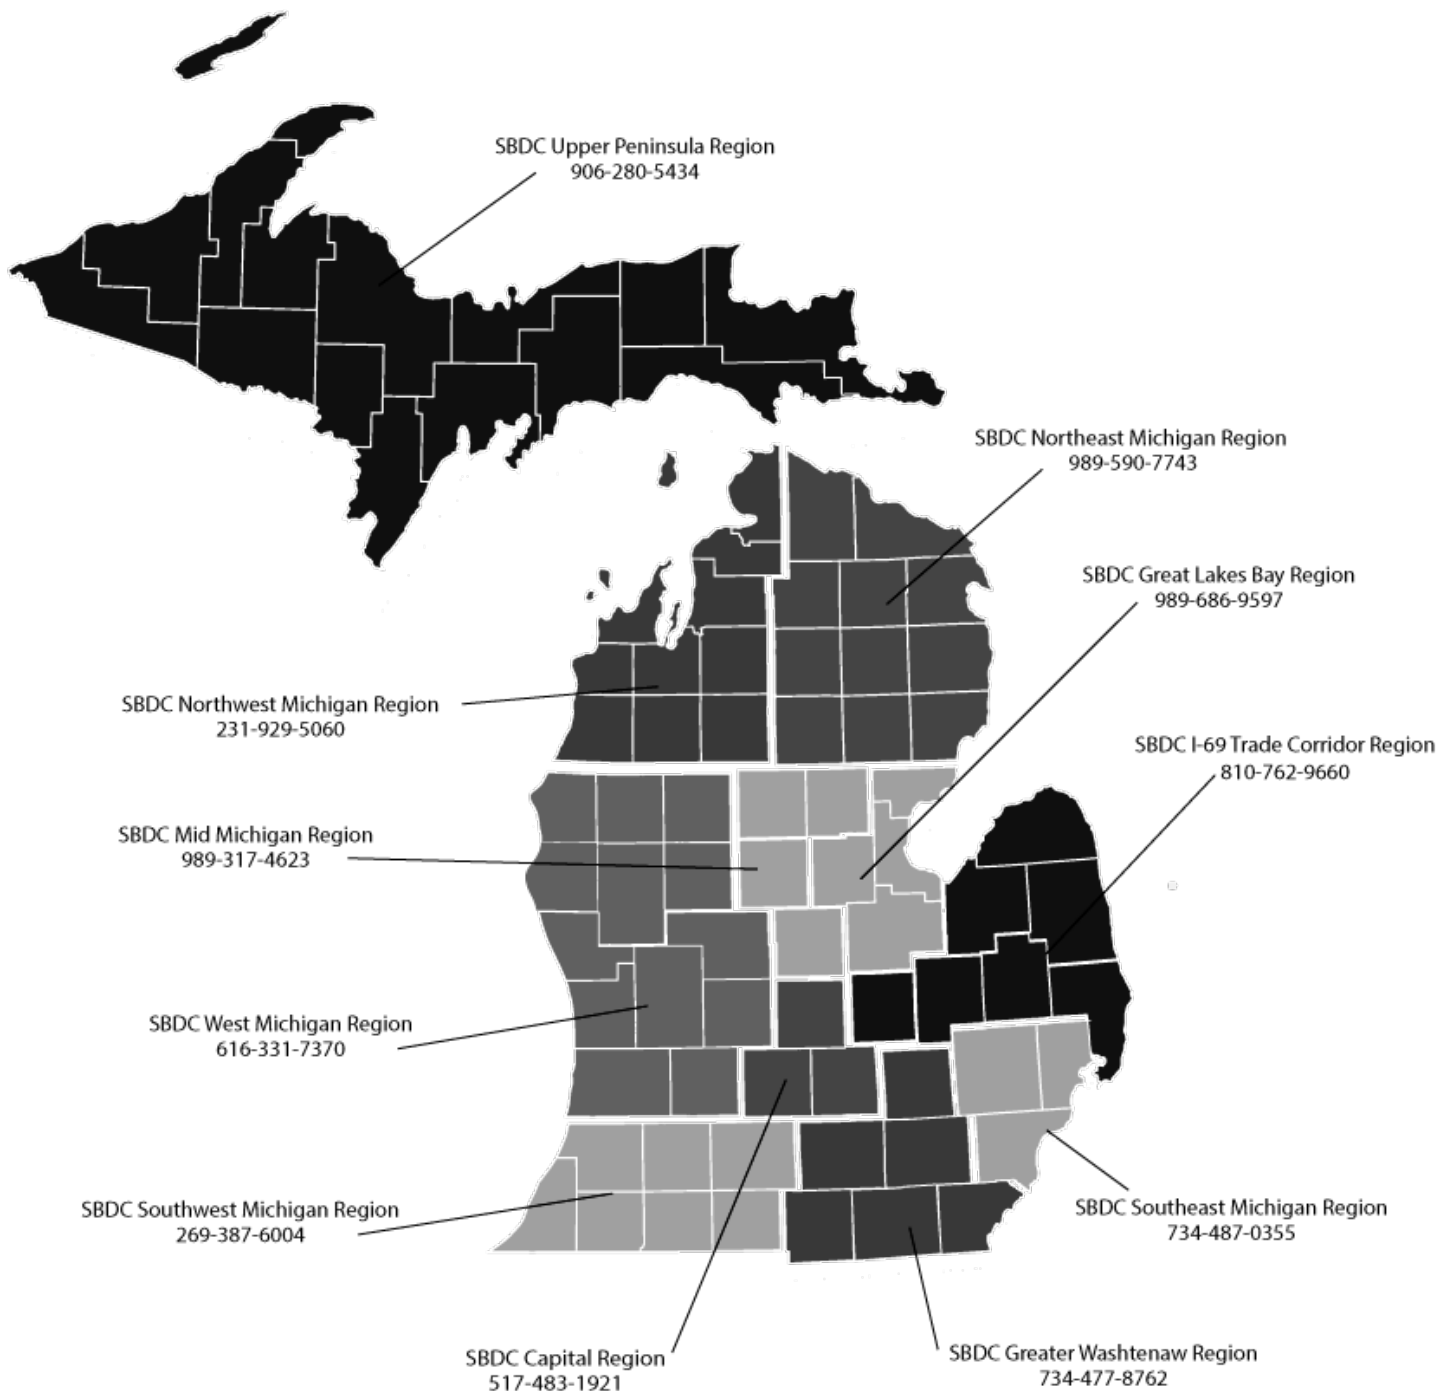 SBDC Upper Peninsula Region
906-280-5434
SBDC Northeast Michigan Region
989-590-7743
SBDC Great Lakes Bay Region
989-686-9597
SBDC Northwest Michigan Region
231-929-5060
SBDC I-69 Trade Corridor Region
810-762-9660
SBDC Mid Michigan Region
989-317-4623
SBDC West Michigan Region
616-331-7370
SBDC Southwest Michigan Region
269-387-6004
SBDC Southeast Michigan Region
734-487-0355
SBDC Capital Region
517-483-1921
SBDC Greater Washtenaw Region
734-477-8762